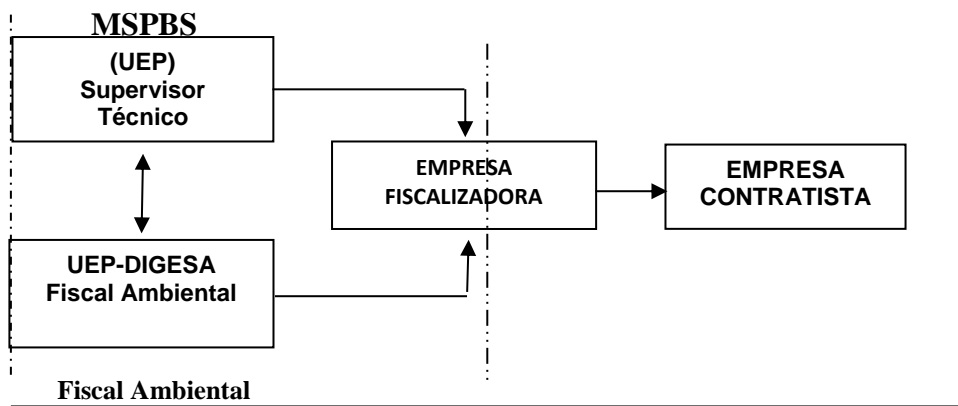 MSPBS
(UEP)
Supervisor
Técnico
EMPRESA
FISCALIZADORA
EMPRESA
CONTRATISTA
UEP-DIGESA
Fiscal Ambiental
Fiscal Ambiental